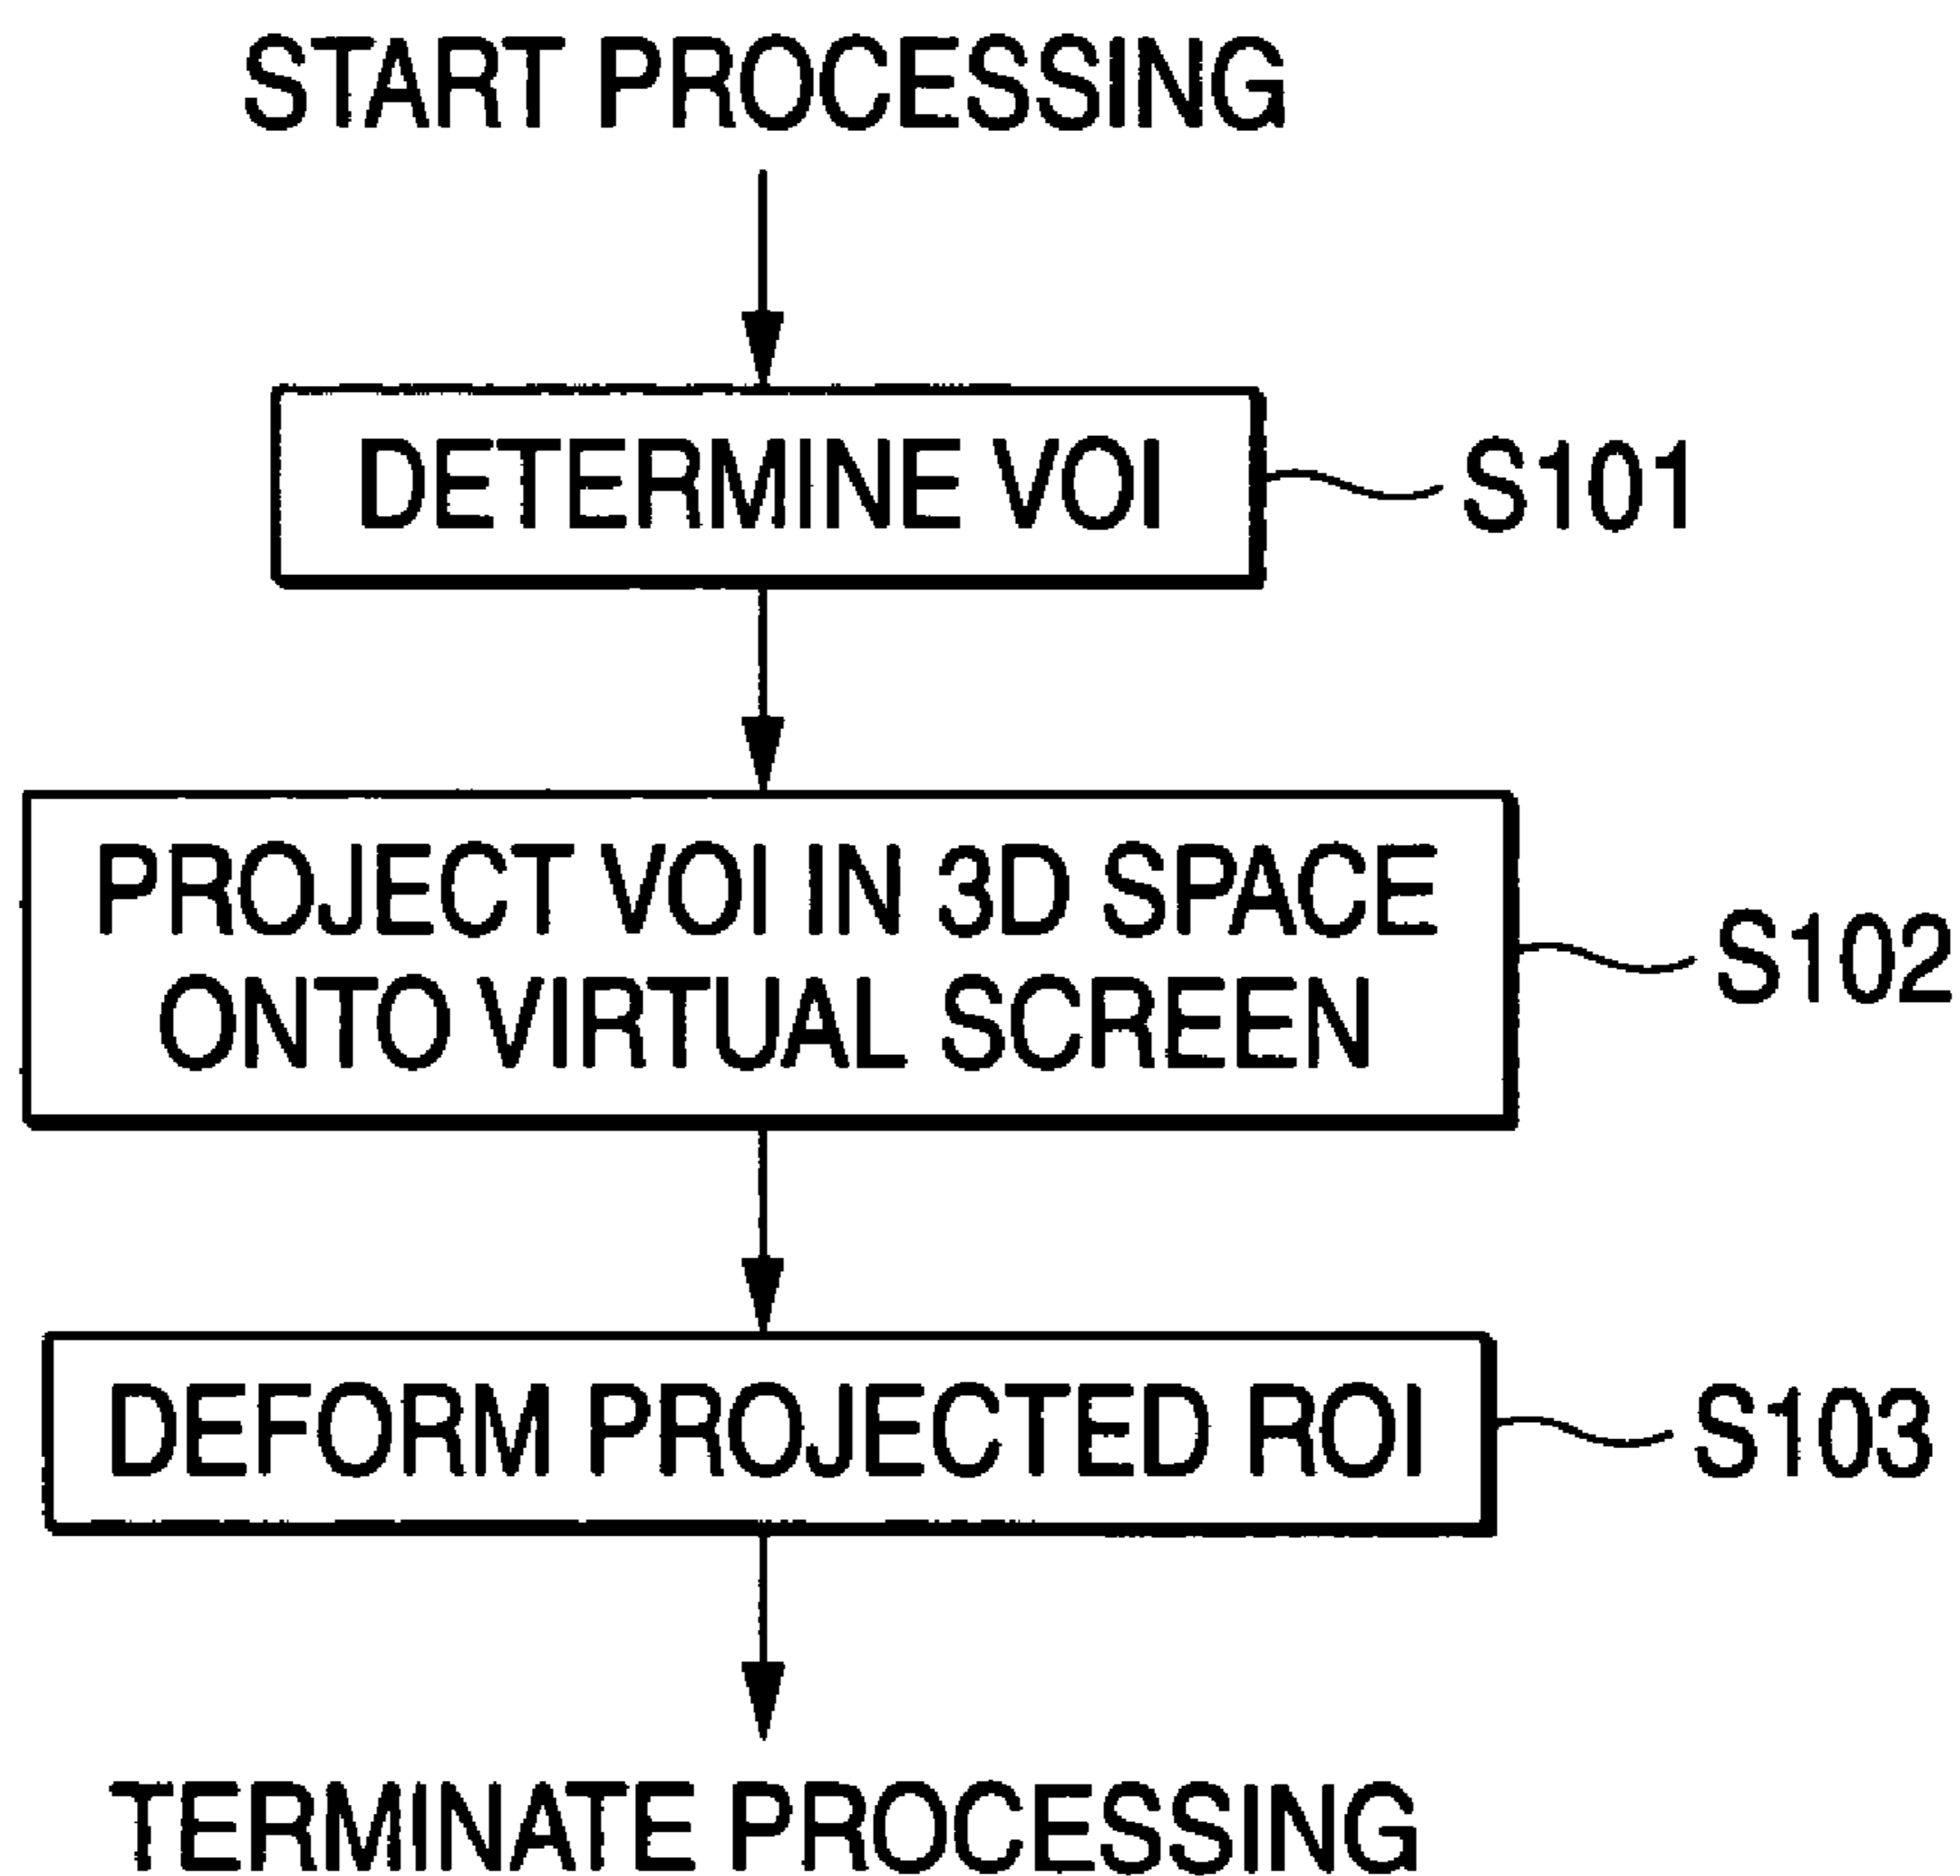 START PROCESSING
DETERMINE VOI
S101
PROJECT VOI IN 3D SPACE
ONTO VIRTUAL SCREEN
S102
DEFORM PROJECTED ROI
S103
TERMINATE PROCESSING